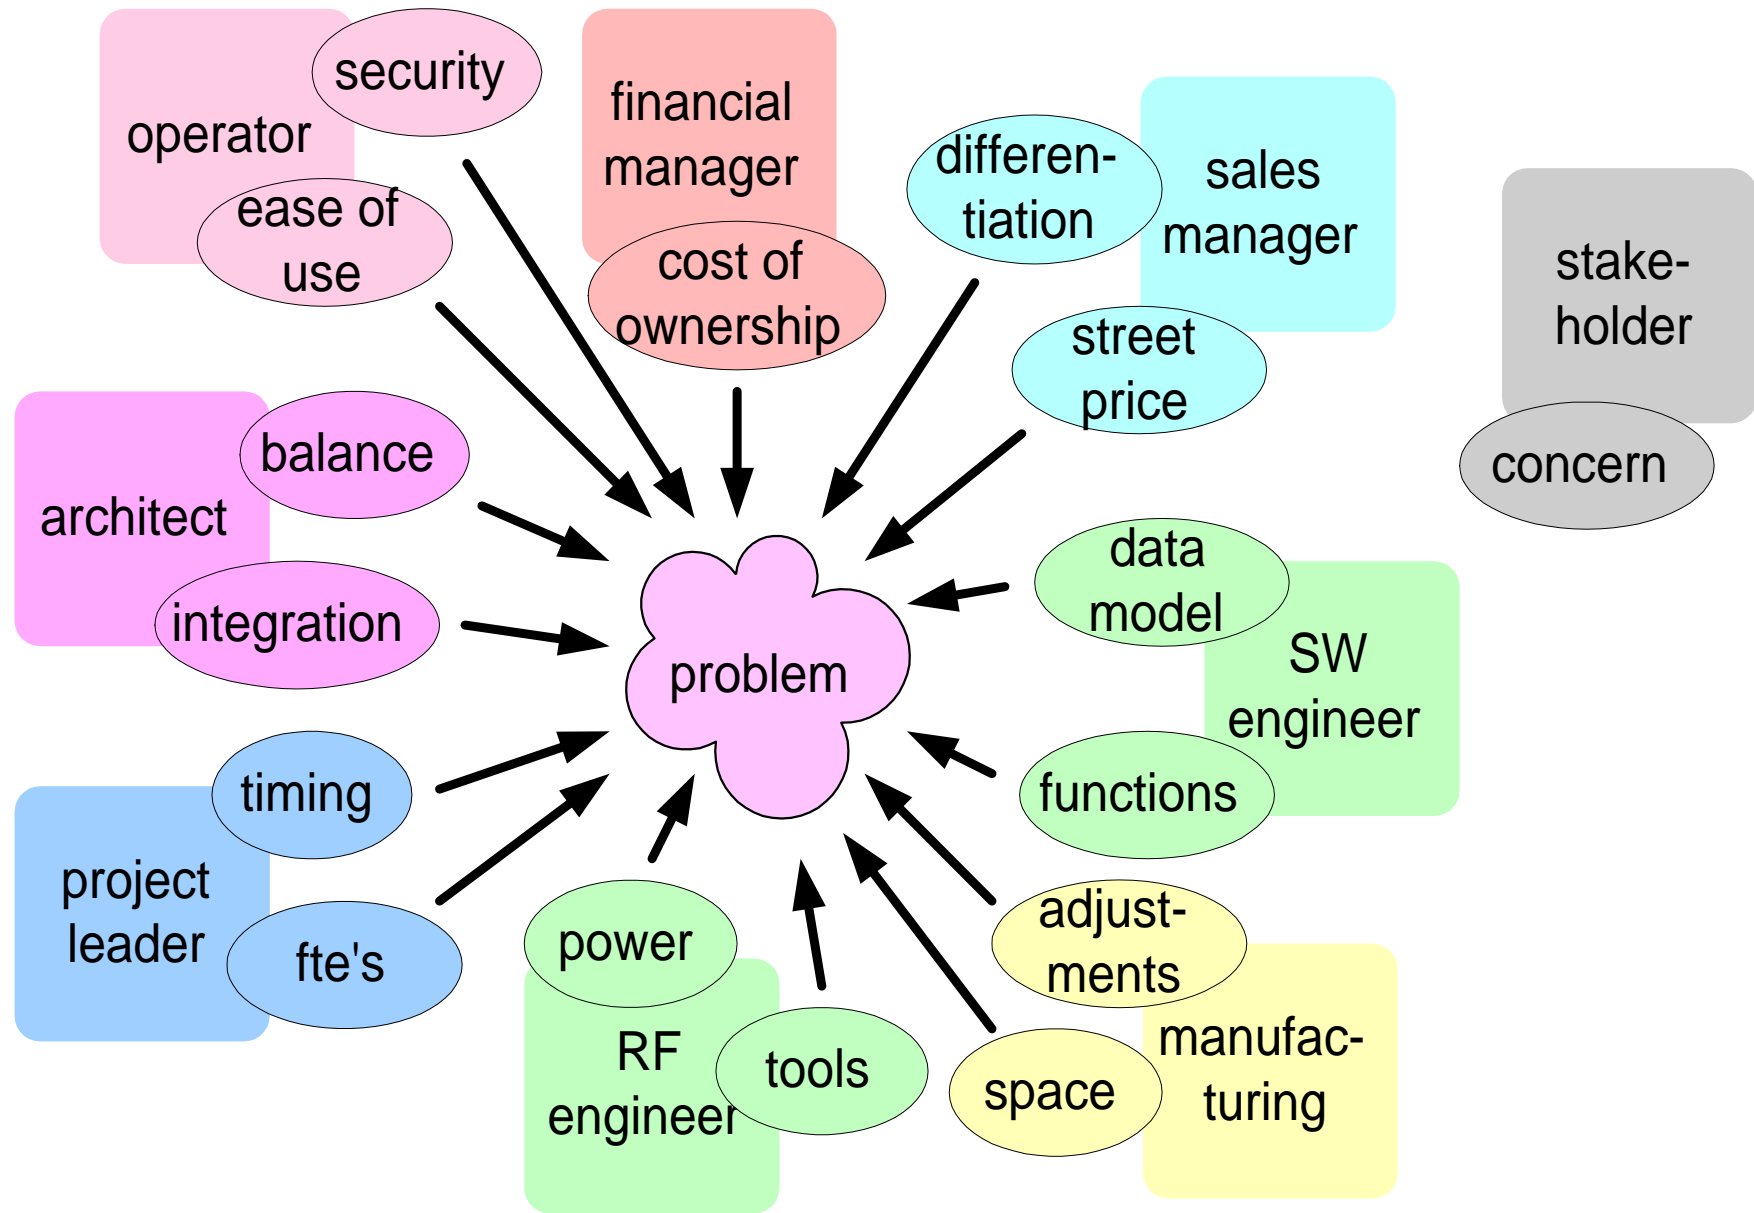 security
operator
ease of
use
financial
manager
cost of
ownership
differen-
tiation
sales
manager
street
price
stake-
holder
concern
balance
architect
integration
problem
data
model
SW
engineer
functions
timing
project
leader
fte's
power
RF
engineer
tools
adjust-
ments
space
manufac-
turing